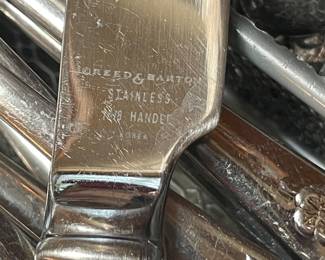 REED & BARTON
STAINLESS
18/8 HANDLE
KOREA